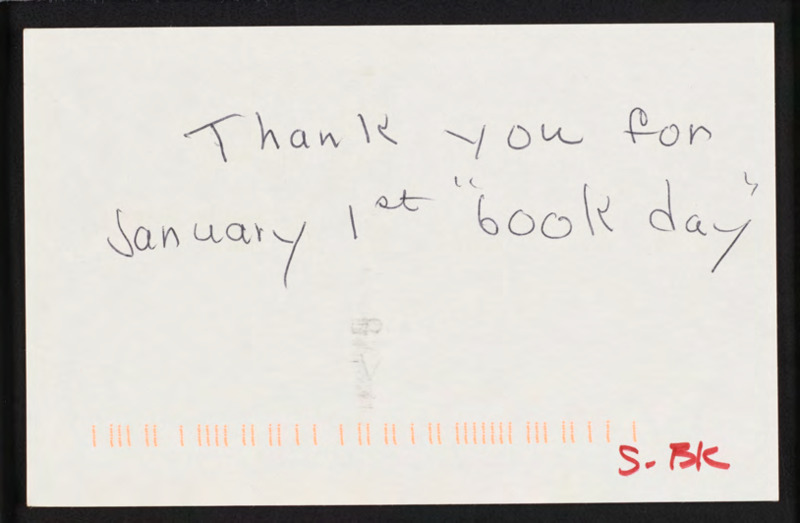 Thank you for
January 1st "book day"
S. BK